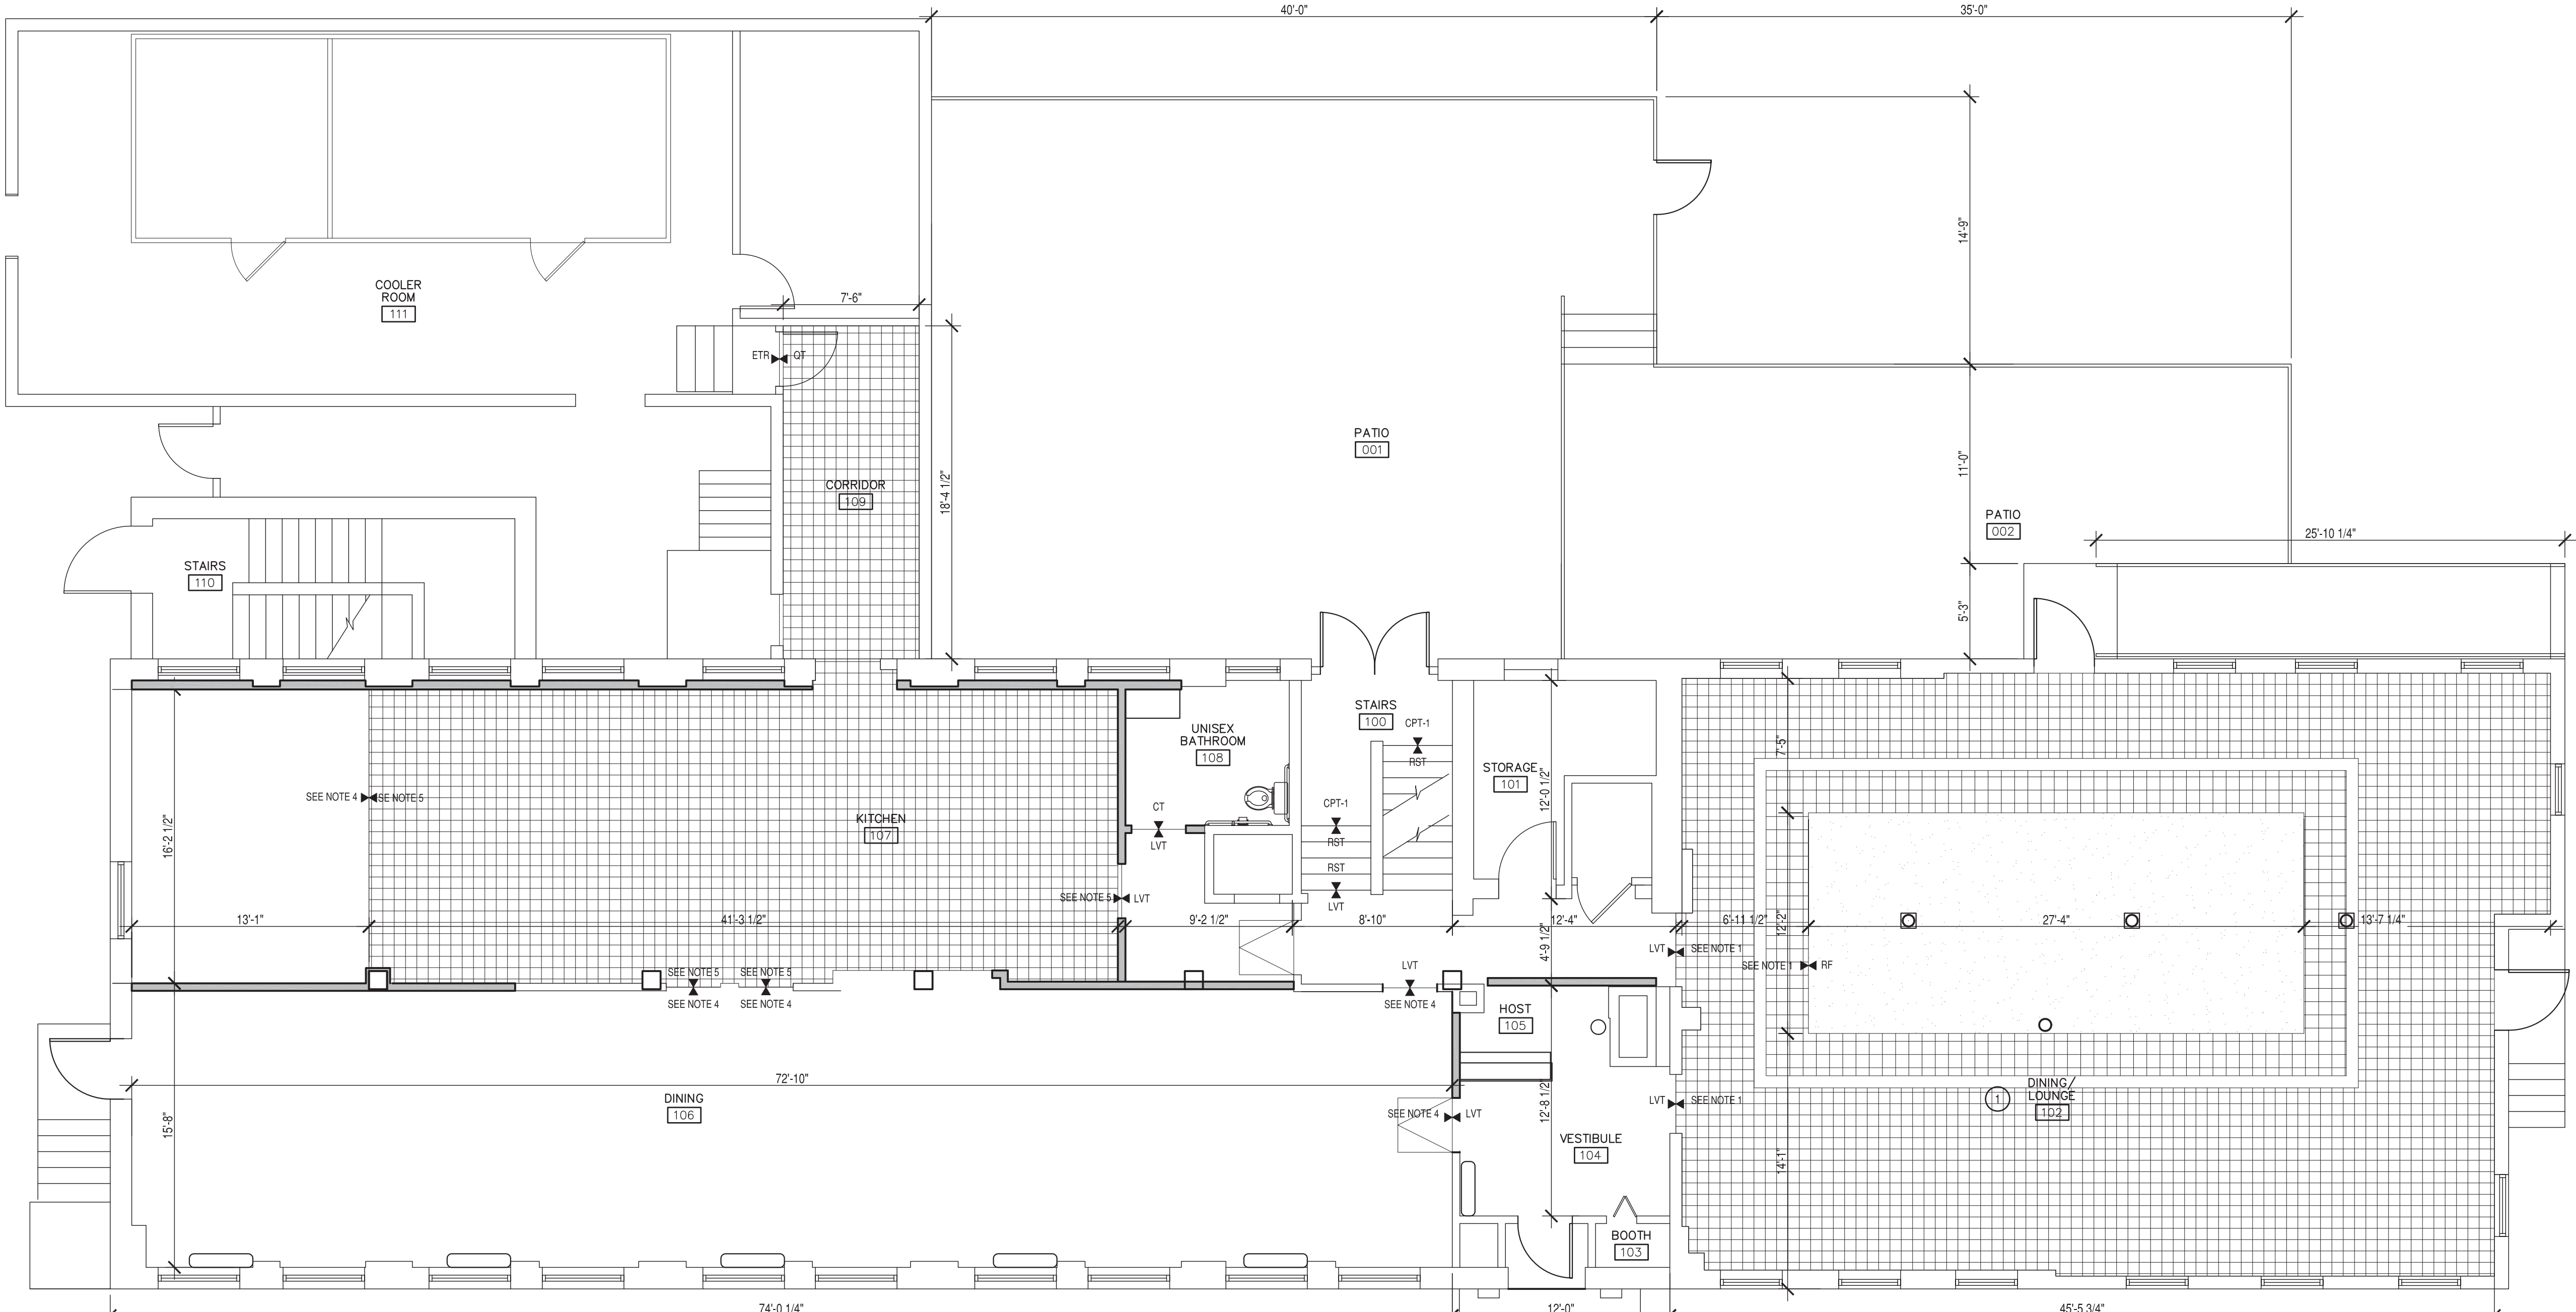 40'-0"
35'-0"
COOLER
ROOM
111
7'-6"
ETR
QT
14'-9"
PATIO
001
11'-0"
CORRIDOR
109
18'-4 1/2"
PATIO
002
25'-10 1/4"
STAIRS
110
5'-3"
STAIRS
100
CPT-1
RST
UNISEX
BATHROOM
108
STORAGE
101
12'-0 1/2"
7'-5"
SEE NOTE 4
SE NOTE 5
KITCHEN
107
16'-2 1/2"
CT
LVT
CPT-1
RST
RST
LVT
SEE NOTE 5
LVT
13'-1"
41'-3 1/2"
9'-2 1/2"
8'-10"
12'-4"
6'-11 1/2"
27'-4"
13'-7 1/4"
12'-2"
4'-9 1/2"
LVT
SEE NOTE 1
SEE NOTE 1
RF
SEE NOTE 5
SEE NOTE 5
SEE NOTE 4
SEE NOTE 4
LVT
SEE NOTE 4
HOST
105
72'-10"
DINING
106
15'-8"
12'-8 1/2"
SEE NOTE 4
LVT
LVT
SEE NOTE 1
1
DINING/
LOUNGE
102
VESTIBULE
104
14'-1"
BOOTH
103
74'-0 1/4"
12'-0"
45'-5 3/4"